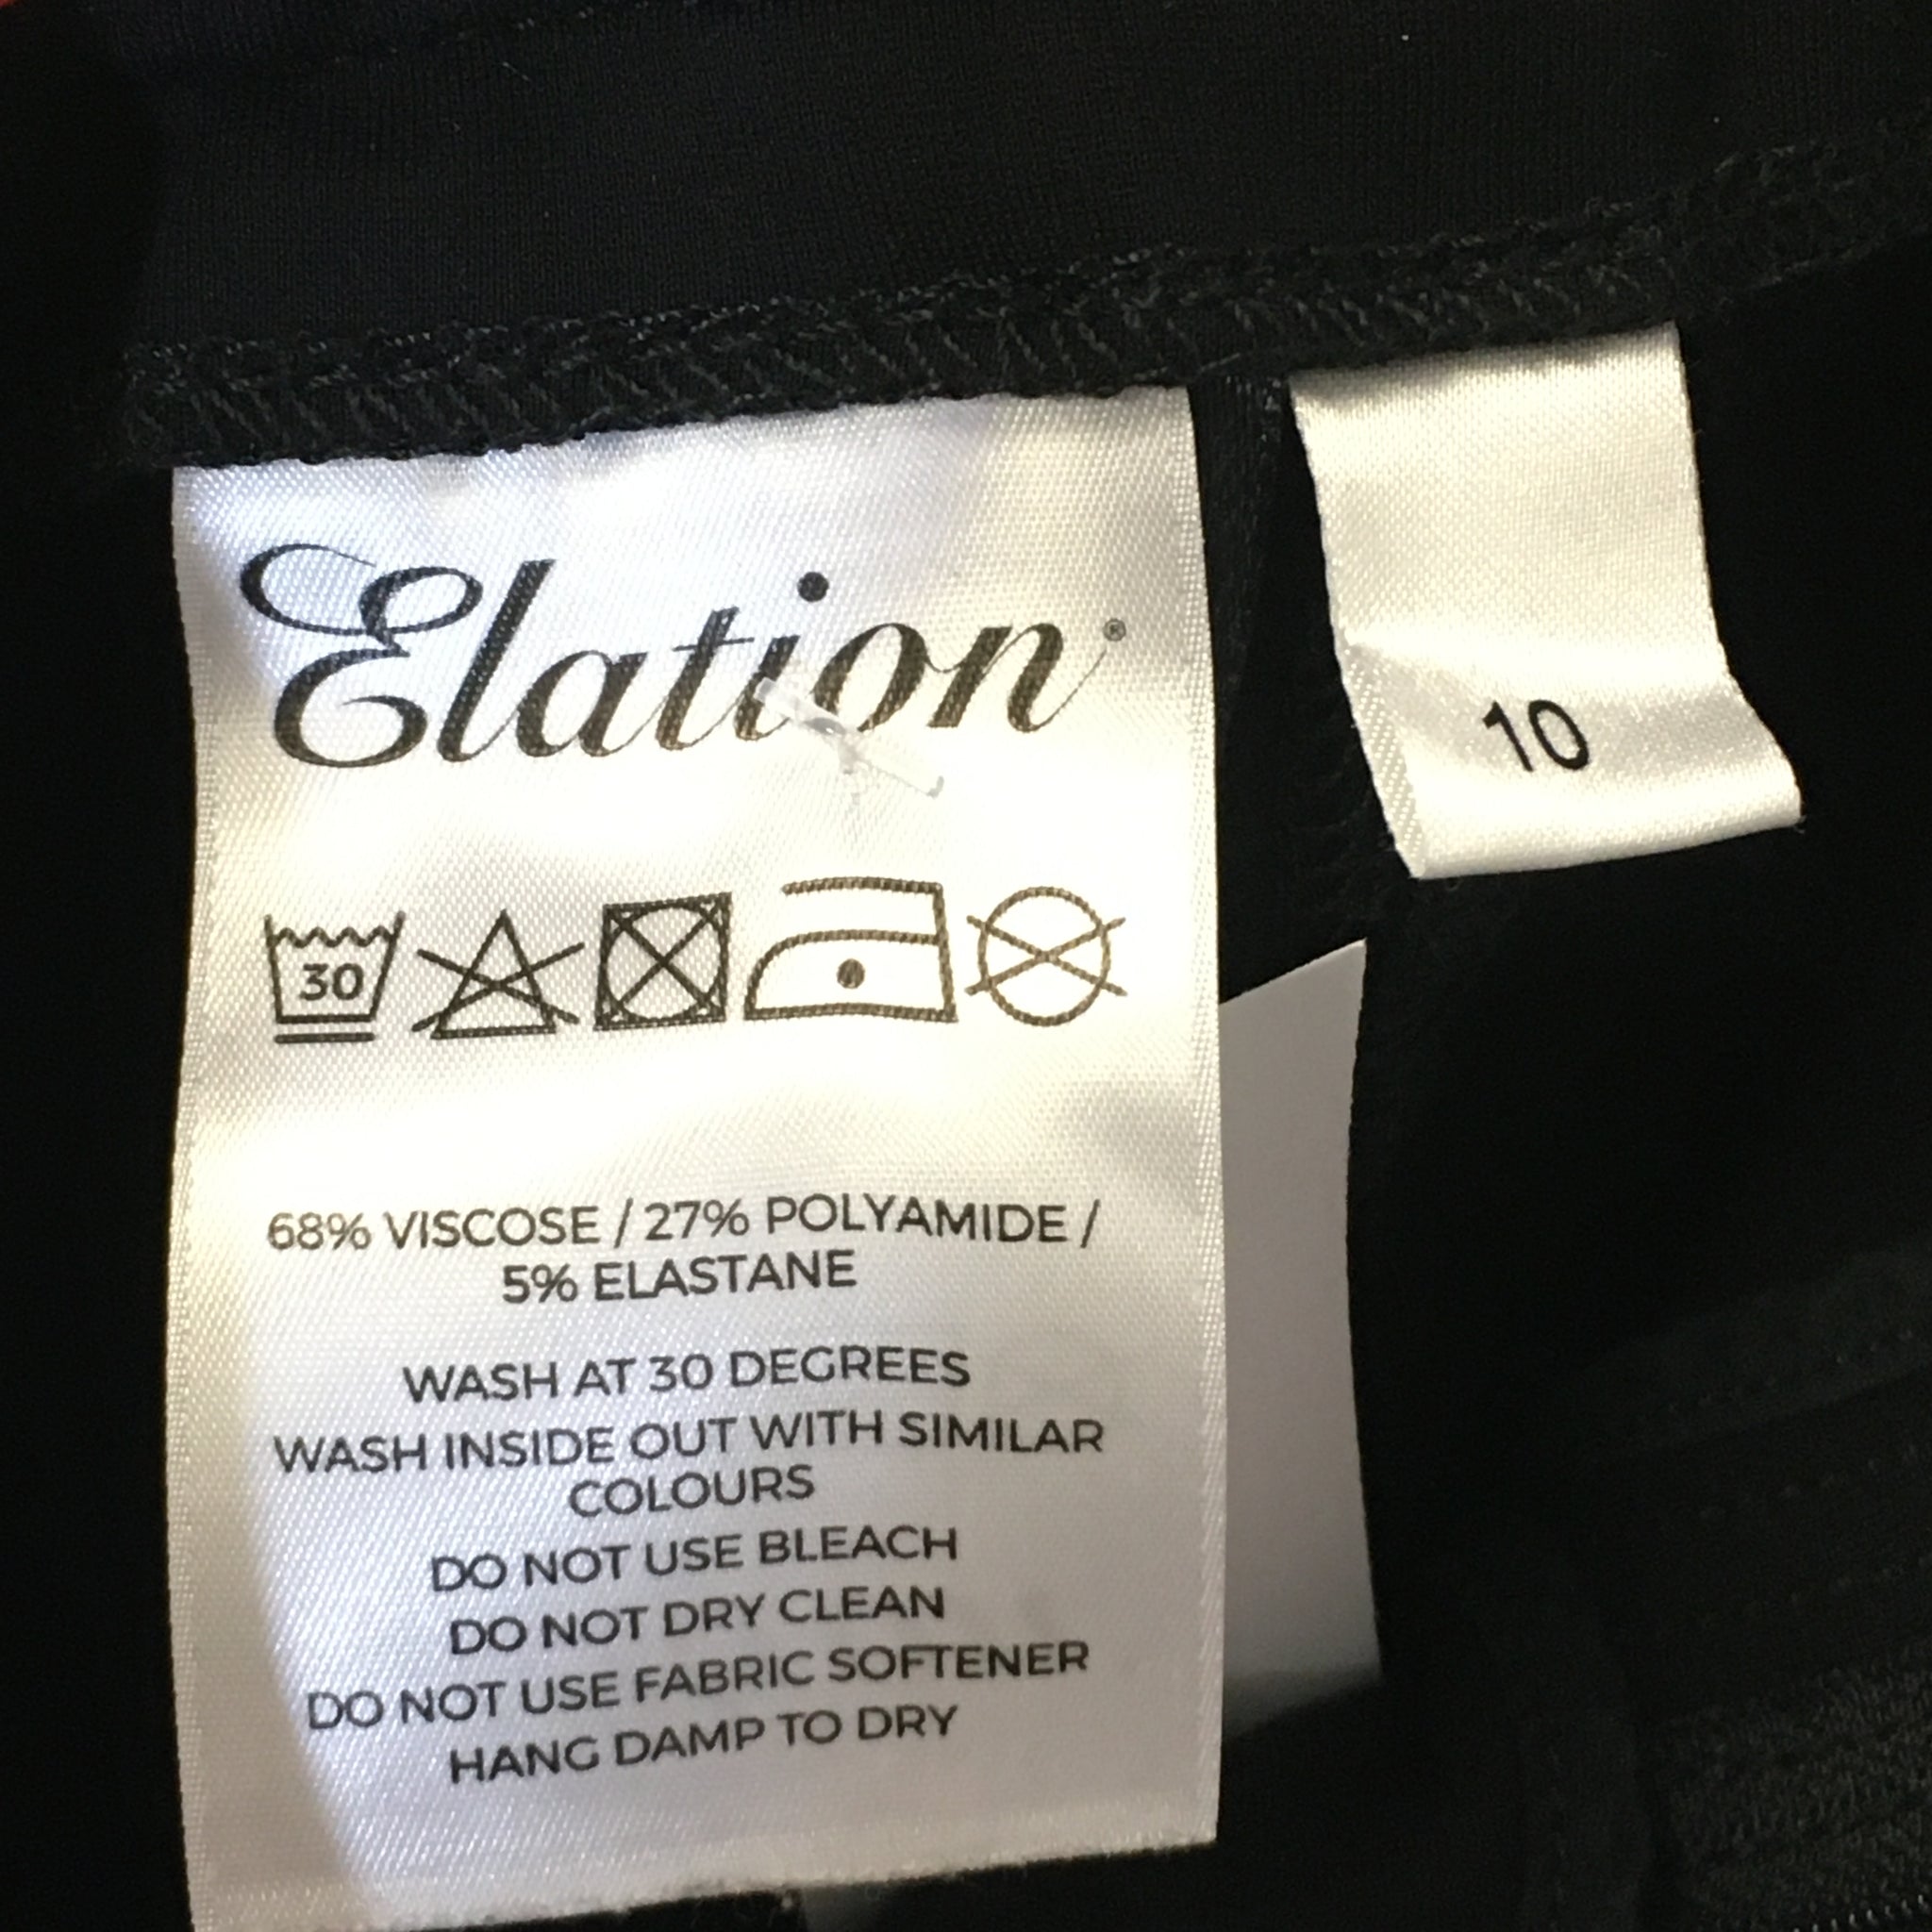 Elation®
10
30
68% VISCOSE / 27% POLYAMIDE /
5% ELASTANE
WASH AT 30 DEGREES
WASH INSIDE OUT WITH SIMILAR
COLOURS
DO NOT USE BLEACH
DO NOT DRY CLEAN
DO NOT USE FABRIC SOFTENER
HANG DAMP TO DRY